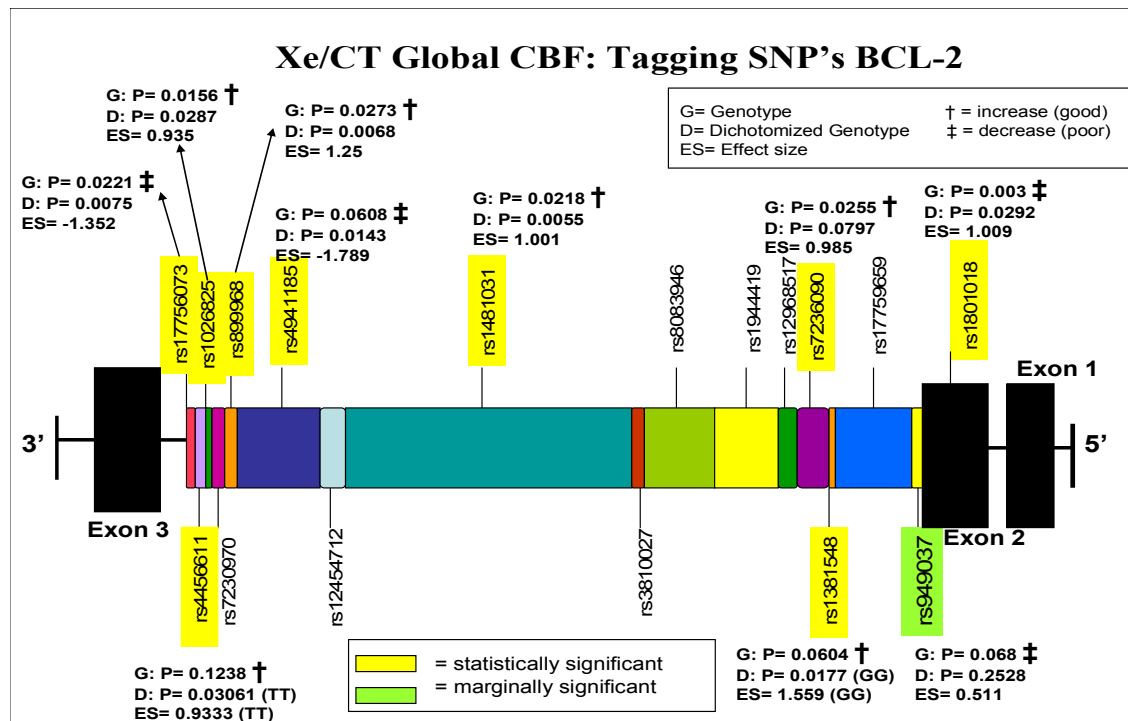 Xe/CT Global CBF: Tagging SNP's BCL-2
G= Genotype
D= Dichotomized Genotype
ES= Effect size
† = increase (good)
‡ = decrease (poor)
G: P= 0.0156 †
D: P= 0.0287
ES= 0.935
G: P= 0.0273 †
D: P= 0.0068
ES= 1.25
G: P= 0.0221 ‡
D: P= 0.0075
ES= -1.352
G: P= 0.0608 ‡
D: P= 0.0143
ES= -1.789
G: P= 0.0218 †
D: P= 0.0055
ES= 1.001
G: P= 0.0255 †
D: P= 0.0797
ES= 0.985
G: P= 0.003 ‡
D: P= 0.0292
ES= 1.009
rs17756073
rs1026825
rs899968
rs4941185
rs1481031
rs8083946
rs1944419
rs12968517
rs7236090
rs17759659
rs1801018
Exon 1
3’
5’
Exon 3
Exon 2
rs4456611
rs7230970
rs12454712
rs3810027
rs1381548
rs949037
G: P= 0.1238 †
D: P= 0.03061 (TT)
ES= 0.9333 (TT)
= statistically significant
= marginally significant
G: P= 0.0604 †
D: P= 0.0177 (GG)
ES= 1.559 (GG)
G: P= 0.068 ‡
D: P= 0.2528
ES= 0.511